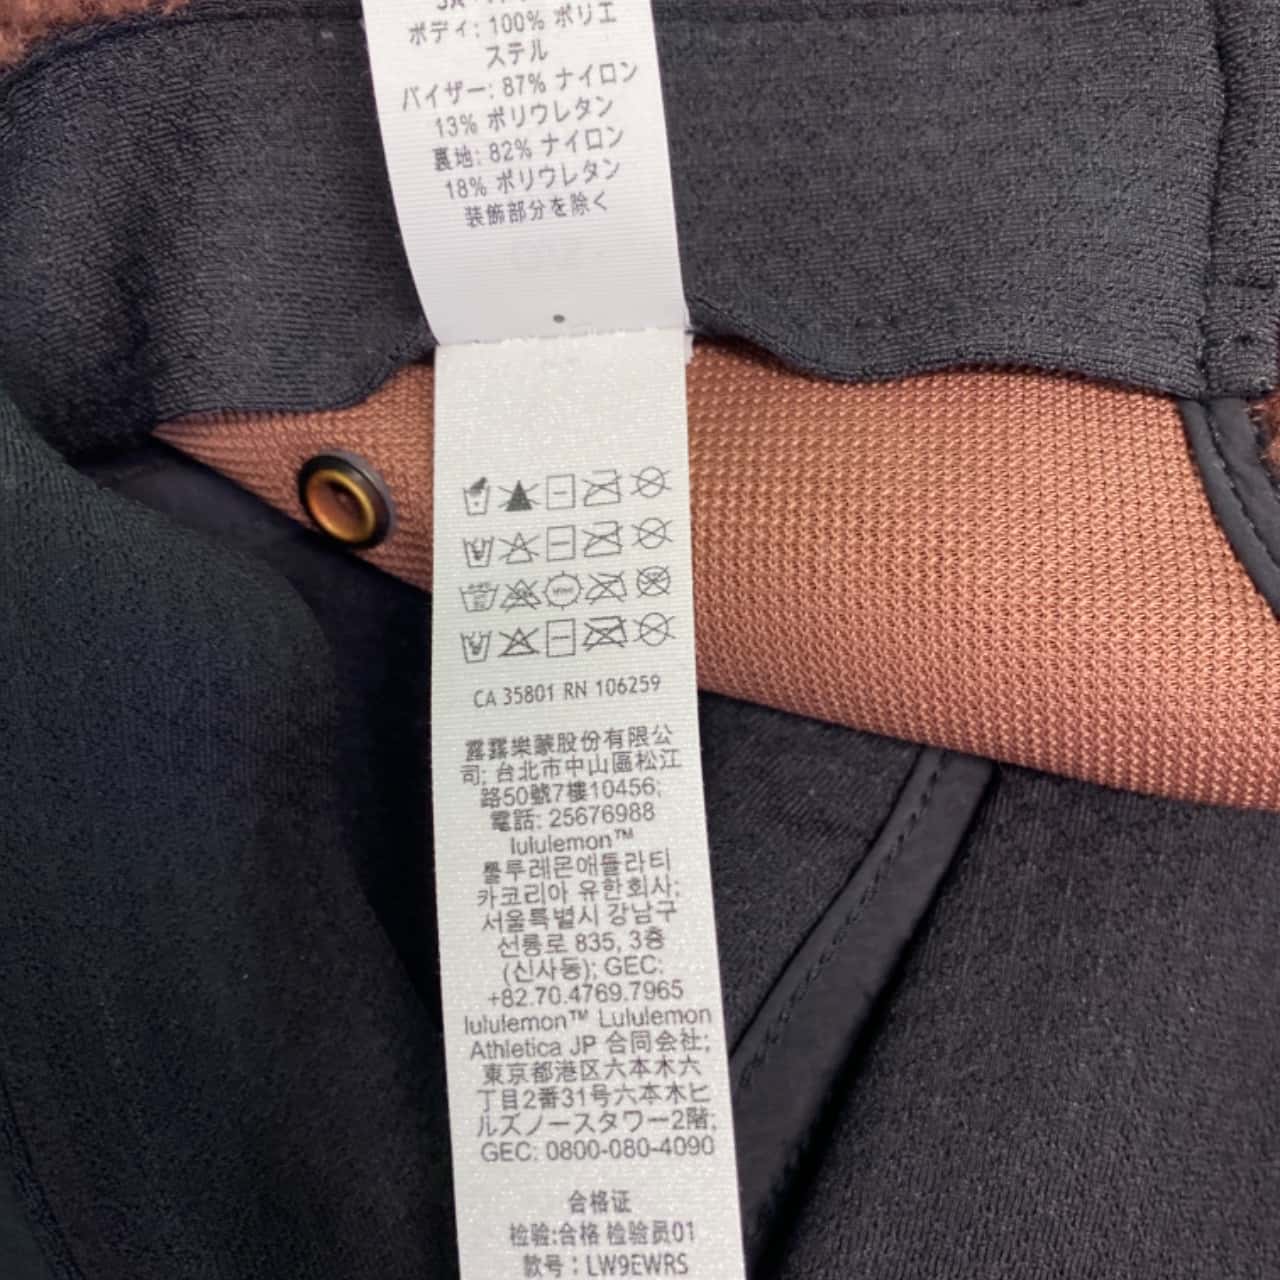 ボディ: 100% ポリエ
ステル
バイザー: 87% ナイロン
13% ポリウレタン
裏地: 82% ナイロン
18% ポリウレタン
装飾部分を除く
CA 35801 RN 106259
露露樂蒙股份有限公
司; 台北市中山區松江
路50號7樓10456;
電話: 25676988
lululemon™
룰루레몬애틀라티
카코리아 유한회사;
서울특별시 강남구
선릉로 835, 3층
(신사동); GEC:
+82.70.4769.7965
lululemon™ Lululemon
Athletica JP 合同会社;
東京都港区六本木六
丁目2番31号六本木ヒ
ルズノースタワー2階;
GEC: 0800-080-4090
合格证
检验:合格 检验员01
款号：LW9EWRS